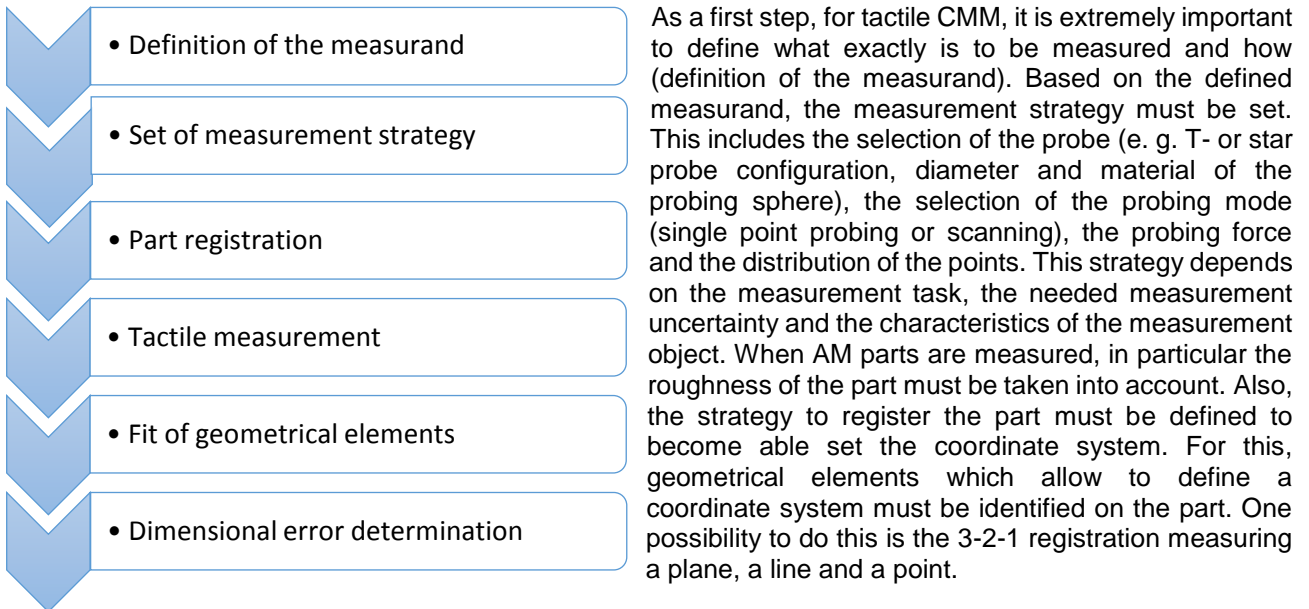 • Definition of the measurand
• Set of measurement strategy
• Part registration
• Tactile measurement
• Fit of geometrical elements
• Dimensional error determination
As a first step, for tactile CMM, it is extremely important
to define what exactly is to be measured and how
(definition of the measurand). Based on the defined
measurand, the measurement strategy must be set.
This includes the selection of the probe (e. g. T- or star
probe configuration, diameter and material of the
probing sphere), the selection of the probing mode
(single point probing or scanning), the probing force
and the distribution of the points. This strategy depends
on the measurement task, the needed measurement
uncertainty and the characteristics of the measurement
object. When AM parts are measured, in particular the
roughness of the part must be taken into account. Also,
the strategy to register the part must be defined to
become able set the coordinate system. For this,
geometrical elements which allow to define a
coordinate system must be identified on the part. One
possibility to do this is the 3-2-1 registration measuring
a plane, a line and a point.